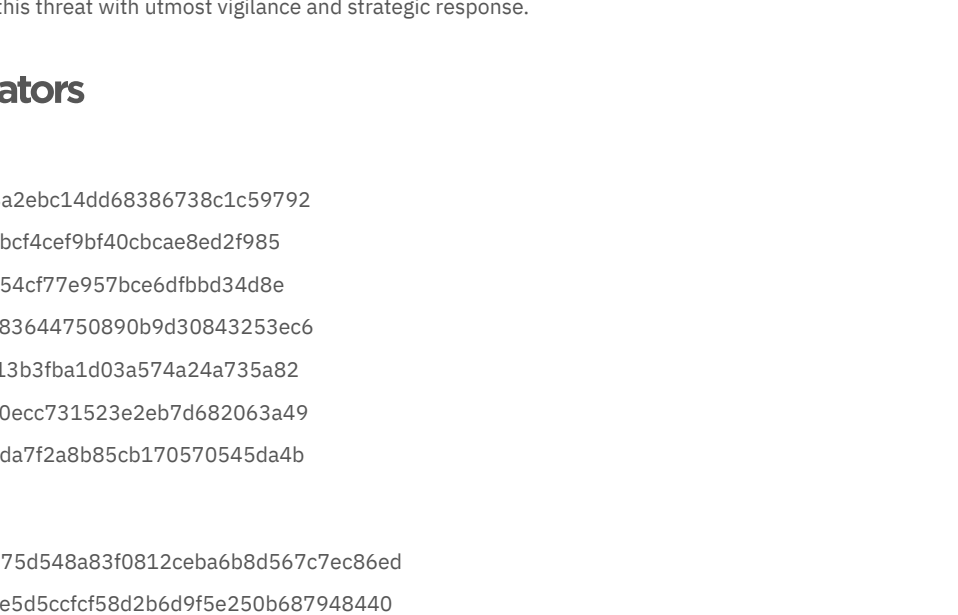 this threat with utmost vigilance and strategic response.
ators
a2ebc14dd68386738c1c59792
bcf4cef9bf40cbcae8ed2f985
54cf77e957bce6dfbbd34d8e
83644750890b9d30843253ec6
13b3fba1d03a574a24a735a82
0ecc731523e2eb7d682063a49
da7f2a8b85cb170570545da4b
75d548a83f0812ceba6b8d567c7ec86ed
e5d5ccfcf58d2b6d9f5e250b687948440